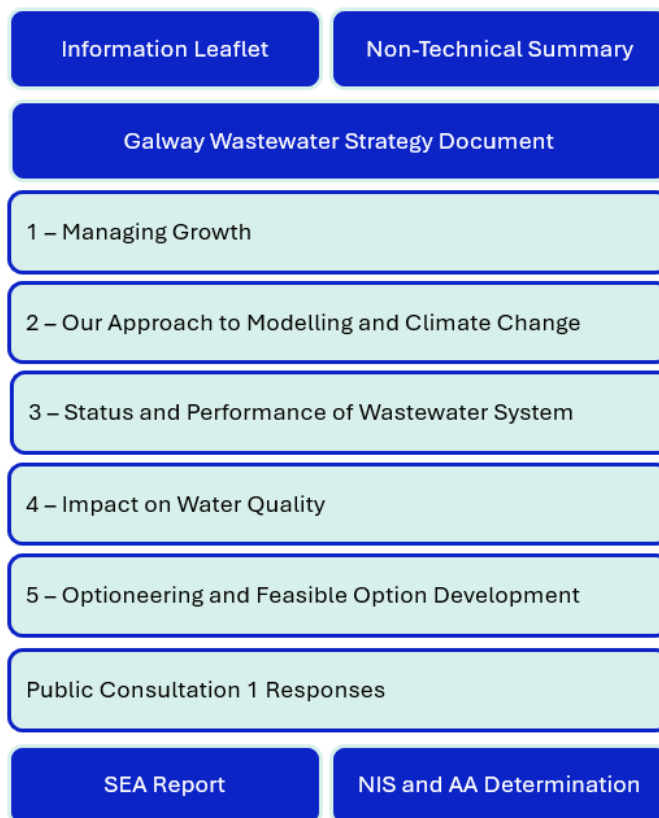 Information Leaflet
Non-Technical Summary
Galway Wastewater Strategy Document
1 – Managing Growth
2 – Our Approach to Modelling and Climate Change
3 – Status and Performance of Wastewater System
4 – Impact on Water Quality
5 – Optioneering and Feasible Option Development
Public Consultation 1 Responses
SEA Report
NIS and AA Determination